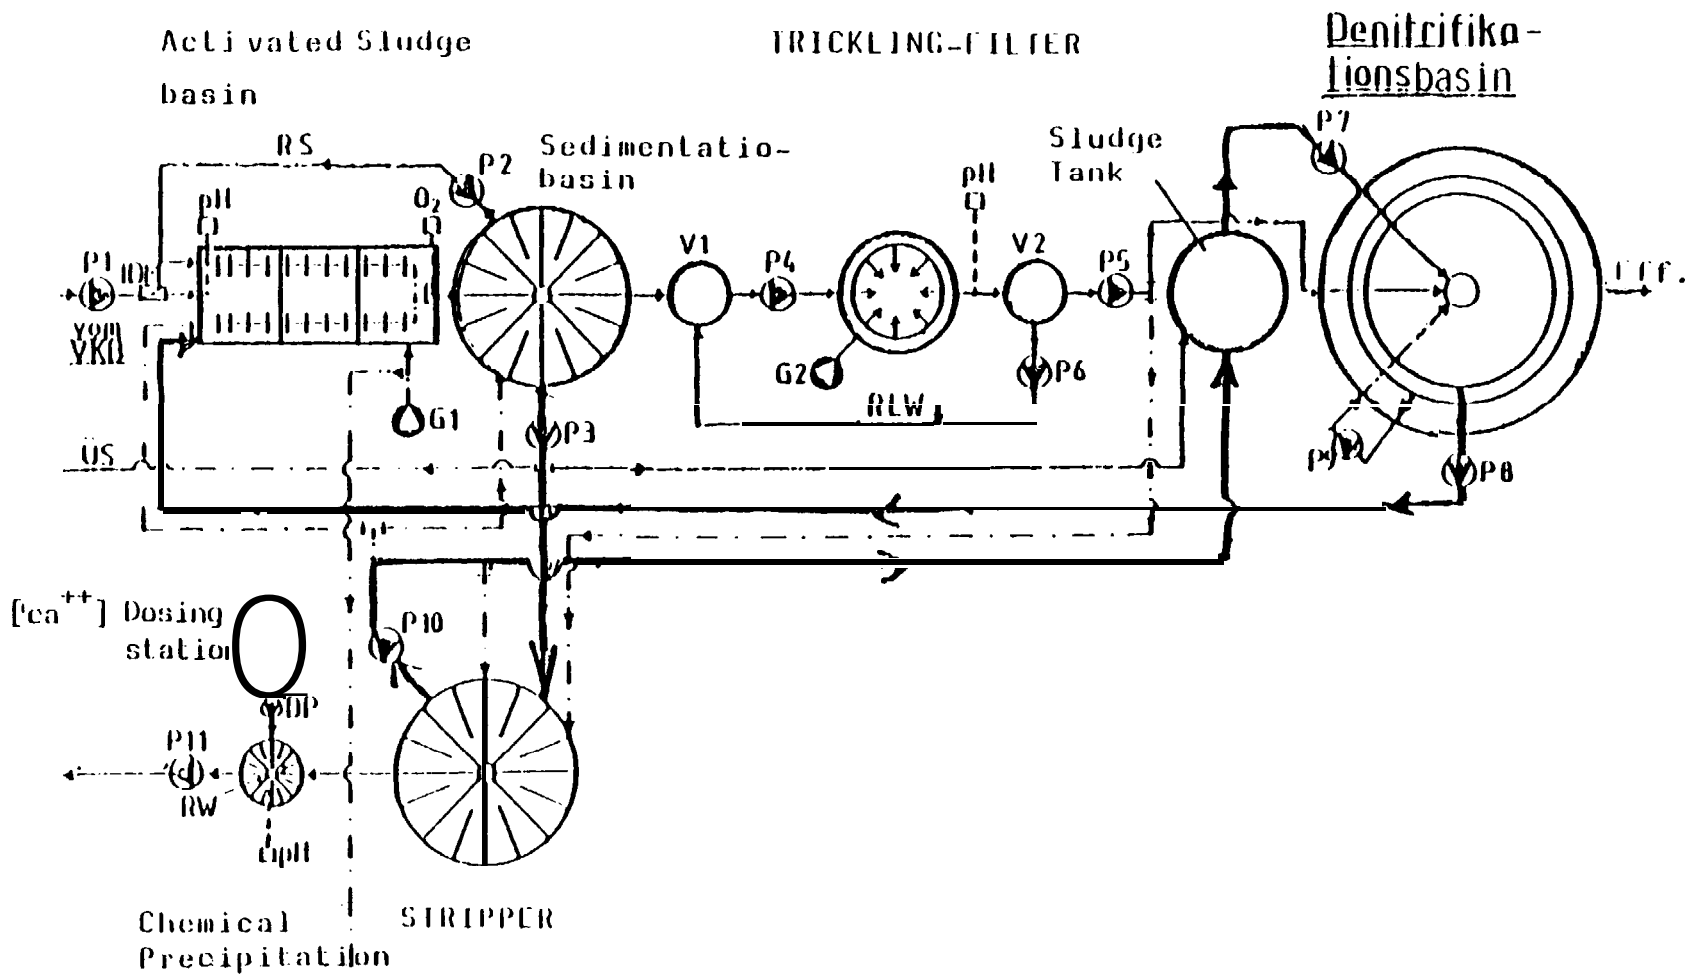 Activated Sludge
basin
TRICKLING-FILTER
Denitrifika-
tionsbasin
RS
P2
Sedimentatio-
basin
Sludge
Tank
P7
pH
O₂
pH
P1
V1
P4
V2
P5
Eff.
vom
VKΩ
G1
G2
P6
RLW
P3
ÜS
P9
P8
[Ca++] Dosing
station
P10
DP
P11
RW
pH
Chemical
Precipitation
STRIPPER